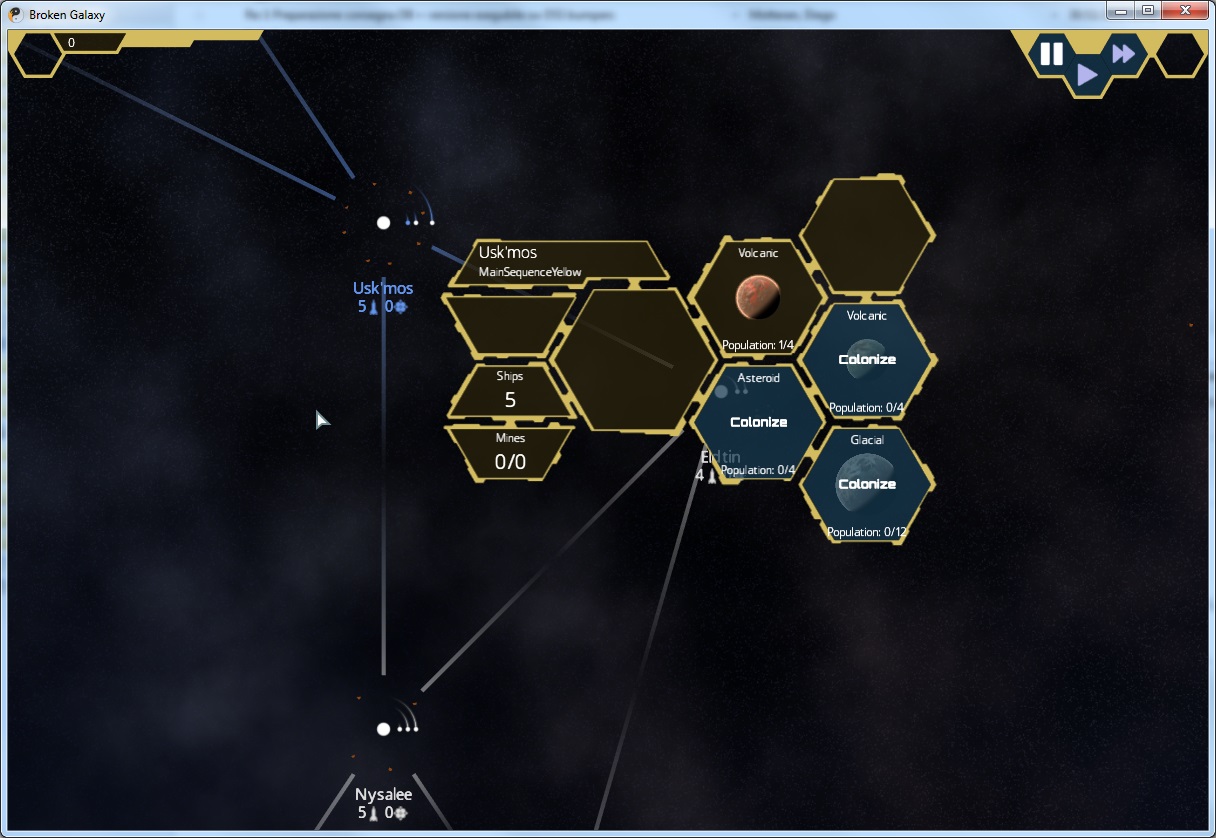 Broken Galaxy
0
Usk'mos
5 0
Usk'mos
MainSequenceYellow
Ships
5
Mines
0/0
Volcanic
Population: 1/4
Asteroid
Colonize
Population: 0/4
Volcanic
Colonize
Population: 0/4
Glacial
Colonize
Population: 0/12
4
Nysalee
5 0